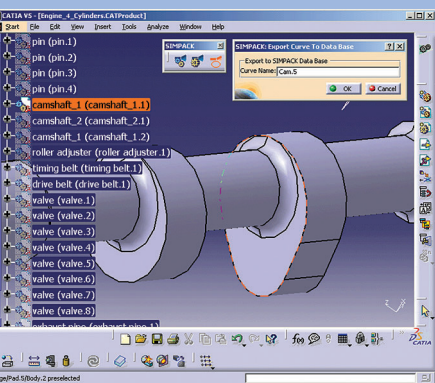 CATIA V5 - [Engine_4_Cylinders.CATProduct]
Start File Edit View Insert Tools Analyze Window Help
pin (pin.1)
pin (pin.2)
pin (pin.3)
pin (pin.4)
camshaft_1 (camshaft_1.1)
camshaft_2 (camshaft_2.1)
camshaft_1 (camshaft_1.2)
roller adjuster (roller adjuster.1)
timing belt (timing belt.1)
drive belt (drive belt.1)
valve (valve.1)
valve (valve.2)
valve (valve.3)
valve (valve.4)
valve (valve.5)
valve (valve.6)
valve (valve.7)
valve (valve.8)
exhaust pipe (exhaust pipe.1)
SIMPACK
SIMPACK: Export Curve To Data Base
Export to SIMPACK Data Base
Curve Name: Cam.5
OK Cancel
CATIA
ge/Pad.5/Body.2 preselected